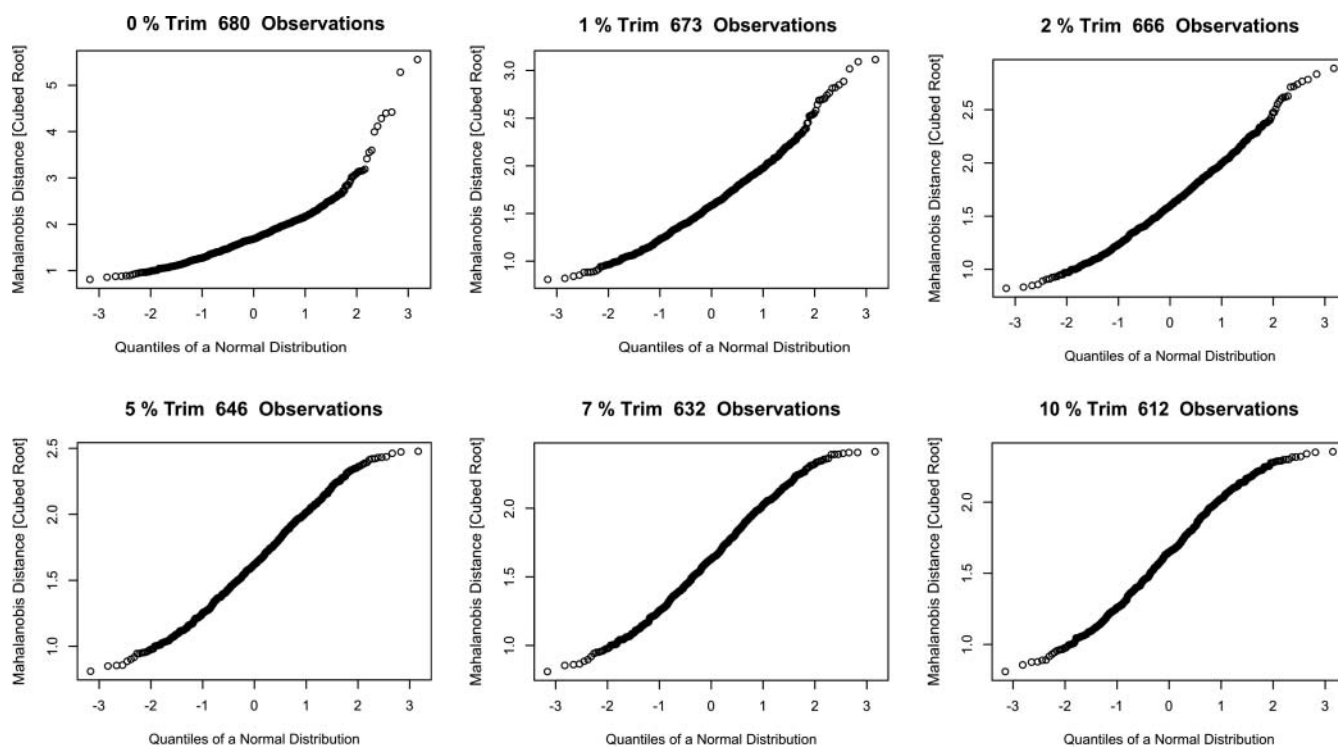 0 % Trim 680 Observations
Mahalanobis Distance [Cubed Root]
5
4
3
2
1
-3 -2 -1 0 1 2 3
Quantiles of a Normal Distribution
1 % Trim 673 Observations
Mahalanobis Distance [Cubed Root]
3.0
2.5
2.0
1.5
1.0
-3 -2 -1 0 1 2 3
Quantiles of a Normal Distribution
2 % Trim 666 Observations
Mahalanobis Distance [Cubed Root]
2.5
2.0
1.5
1.0
-3 -2 -1 0 1 2 3
Quantiles of a Normal Distribution
5 % Trim 646 Observations
Mahalanobis Distance [Cubed Root]
2.5
2.0
1.5
1.0
-3 -2 -1 0 1 2 3
Quantiles of a Normal Distribution
7 % Trim 632 Observations
Mahalanobis Distance [Cubed Root]
2.0
1.5
1.0
-3 -2 -1 0 1 2 3
Quantiles of a Normal Distribution
10 % Trim 612 Observations
Mahalanobis Distance [Cubed Root]
2.0
1.5
1.0
-3 -2 -1 0 1 2 3
Quantiles of a Normal Distribution